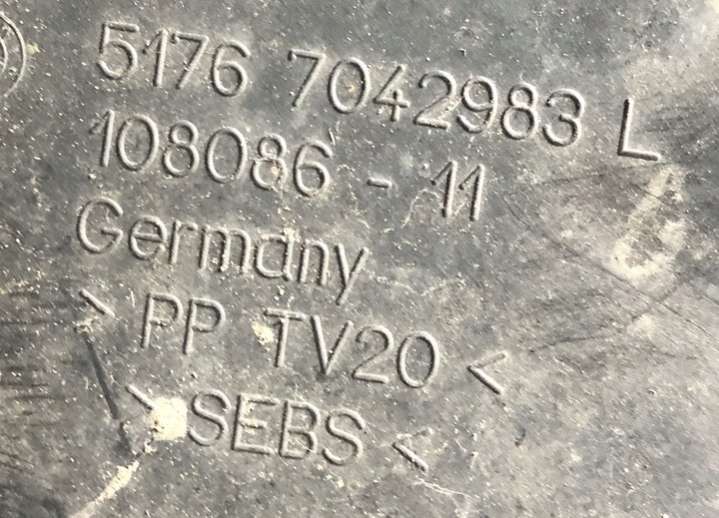 5176 7042983 L
108086 - 11
Germany
> PP TV20 <
> SEBS <